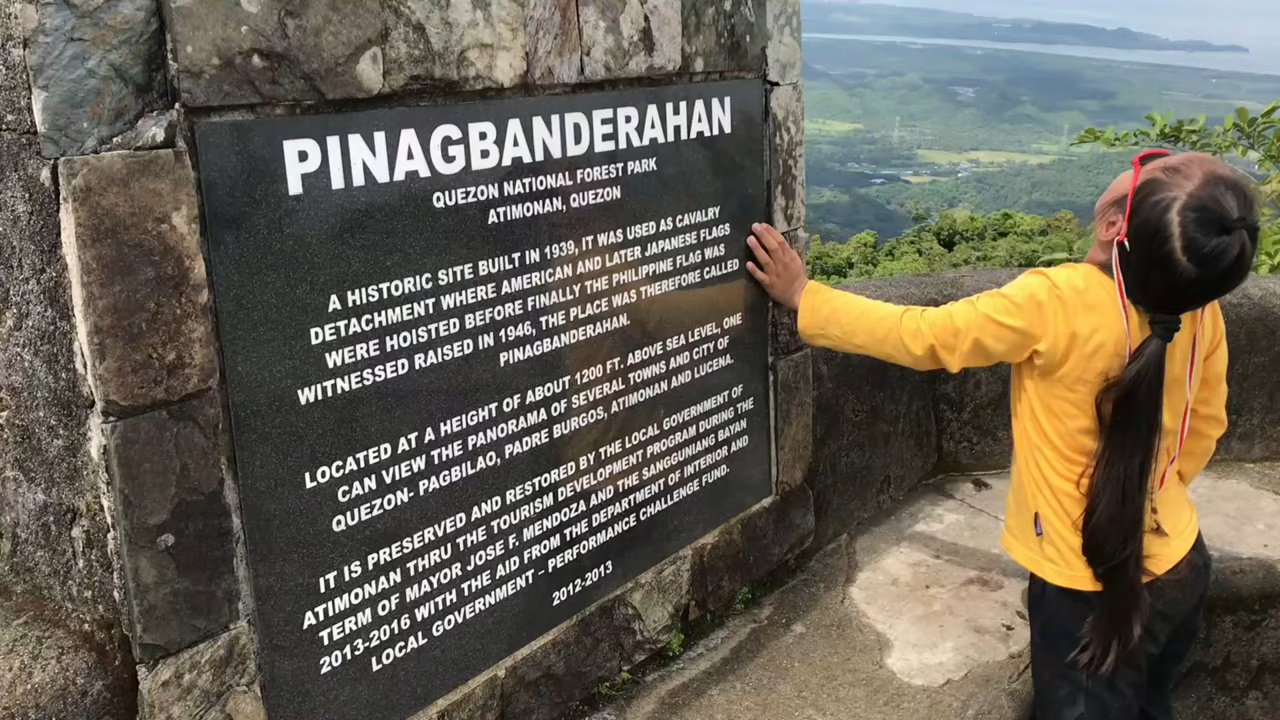 PINAGBANDERAHAN
QUEZON NATIONAL FOREST PARK
ATIMONAN, QUEZON
A HISTORIC SITE BUILT IN 1939, IT WAS USED AS CAVALRY
DETACHMENT WHERE AMERICAN AND LATER JAPANESE FLAGS
WERE HOISTED BEFORE FINALLY THE PHILIPPINE FLAG WAS
WITNESSED RAISED IN 1946, THE PLACE WAS THEREFORE CALLED
PINAGBANDERAHAN.
LOCATED AT A HEIGHT OF ABOUT 1200 FT. ABOVE SEA LEVEL, ONE
CAN VIEW THE PANORAMA OF SEVERAL TOWNS AND CITY OF
QUEZON- PAGBILAO, PADRE BURGOS, ATIMONAN AND LUCENA.
IT IS PRESERVED AND RESTORED BY THE LOCAL GOVERNMENT OF
ATIMONAN THRU THE TOURISM DEVELOPMENT PROGRAM DURING THE
TERM OF MAYOR JOSE F. MENDOZA AND THE SANGGUNIANG BAYAN
2013-2016 WITH THE AID FROM THE DEPARTMENT OF INTERIOR AND
LOCAL GOVERNMENT – PERFORMANCE CHALLENGE FUND.
2012-2013